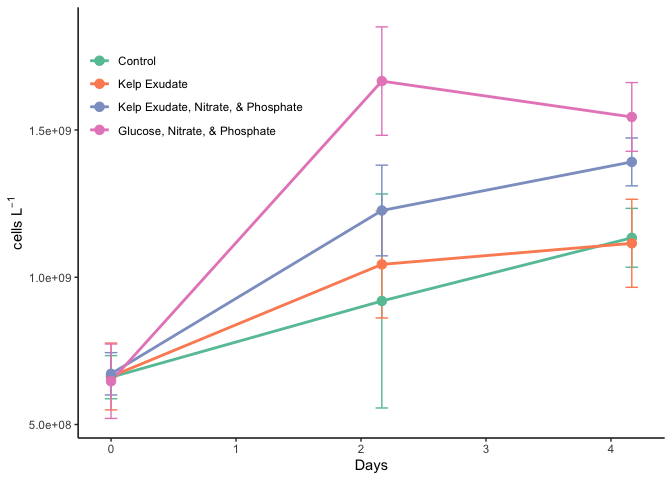 Control
Kelp Exudate
Kelp Exudate, Nitrate, & Phosphate
Glucose, Nitrate, & Phosphate
1.5e+09
1.0e+09
5.0e+08
cells L⁻¹
0 1 2 3 4
Days